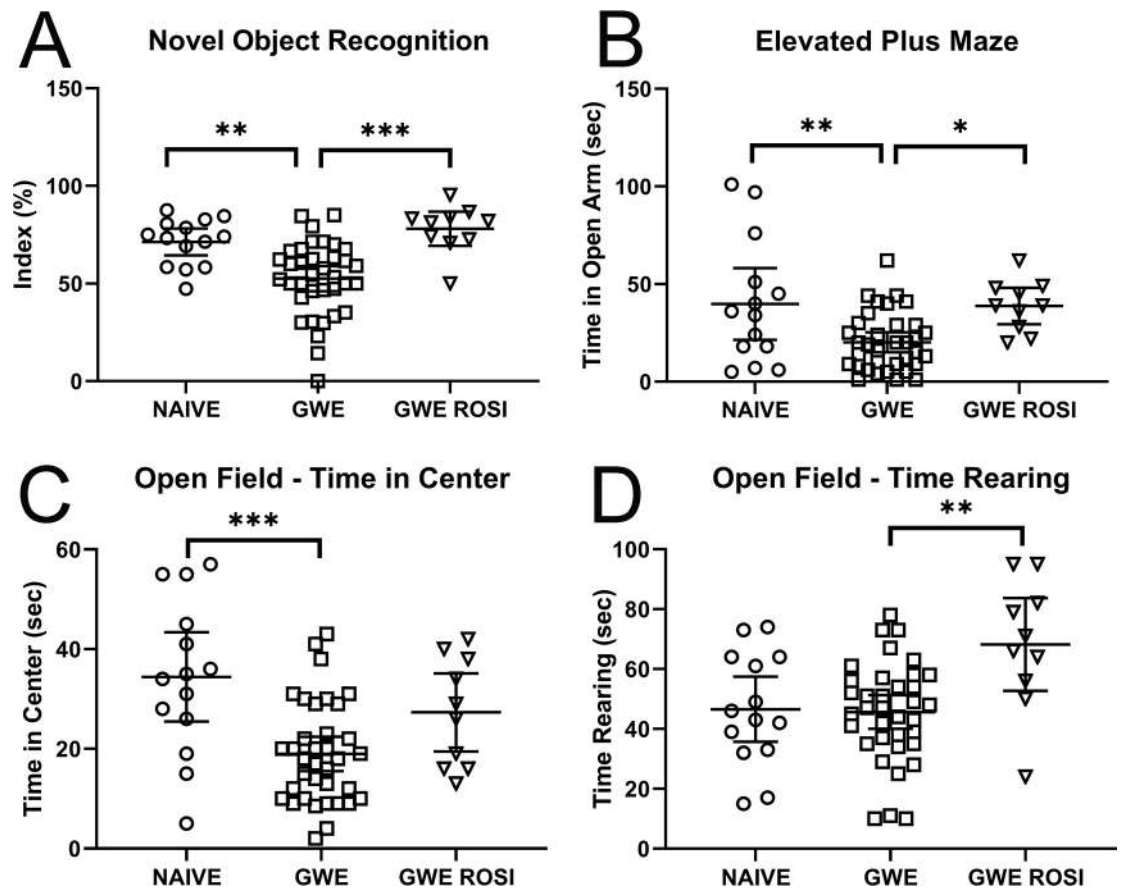 A
Novel Object Recognition
Index (%)
150
100
50
0
**
***
NAIVE
GWE
GWE ROSI
B
Elevated Plus Maze
Time in Open Arm (sec)
150
100
50
0
**
*
NAIVE
GWE
GWE ROSI
C
Open Field - Time in Center
Time in Center (sec)
60
40
20
0
***
NAIVE
GWE
GWE ROSI
D
Open Field - Time Rearing
Time Rearing (sec)
100
80
60
40
20
0
**
NAIVE
GWE
GWE ROSI